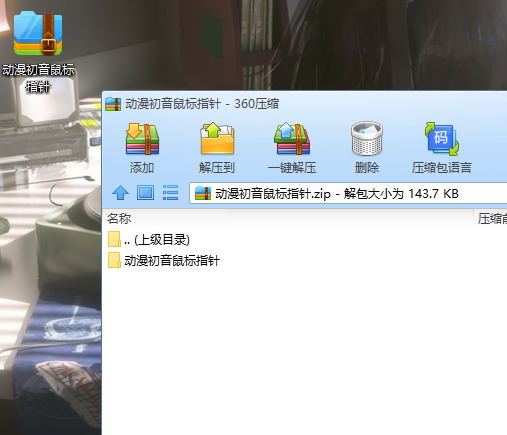 动漫初音鼠标
指针
动漫初音鼠标指针 - 360压缩
添加
解压到
一键解压
删除
码
压缩包语言
动漫初音鼠标指针.zip - 解包大小为 143.7 KB
名称
压缩前
.. (上级目录)
动漫初音鼠标指针